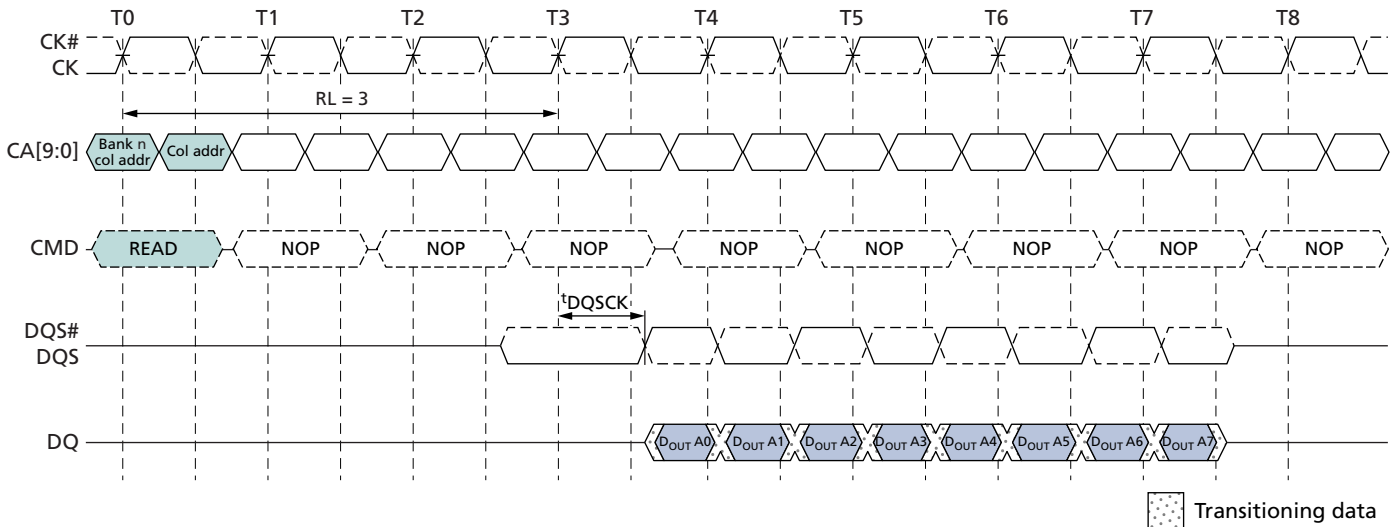 T0 T1 T2 T3 T4 T5 T6 T7 T8
CK#
CK
RL = 3
CA[9:0]
Bank n
col addr
Col addr
CMD READ NOP NOP NOP NOP NOP NOP NOP NOP
tDQSCK
DQS#
DQS
DQ DOUT A0 DOUT A1 DOUT A2 DOUT A3 DOUT A4 DOUT A5 DOUT A6 DOUT A7
Transitioning data